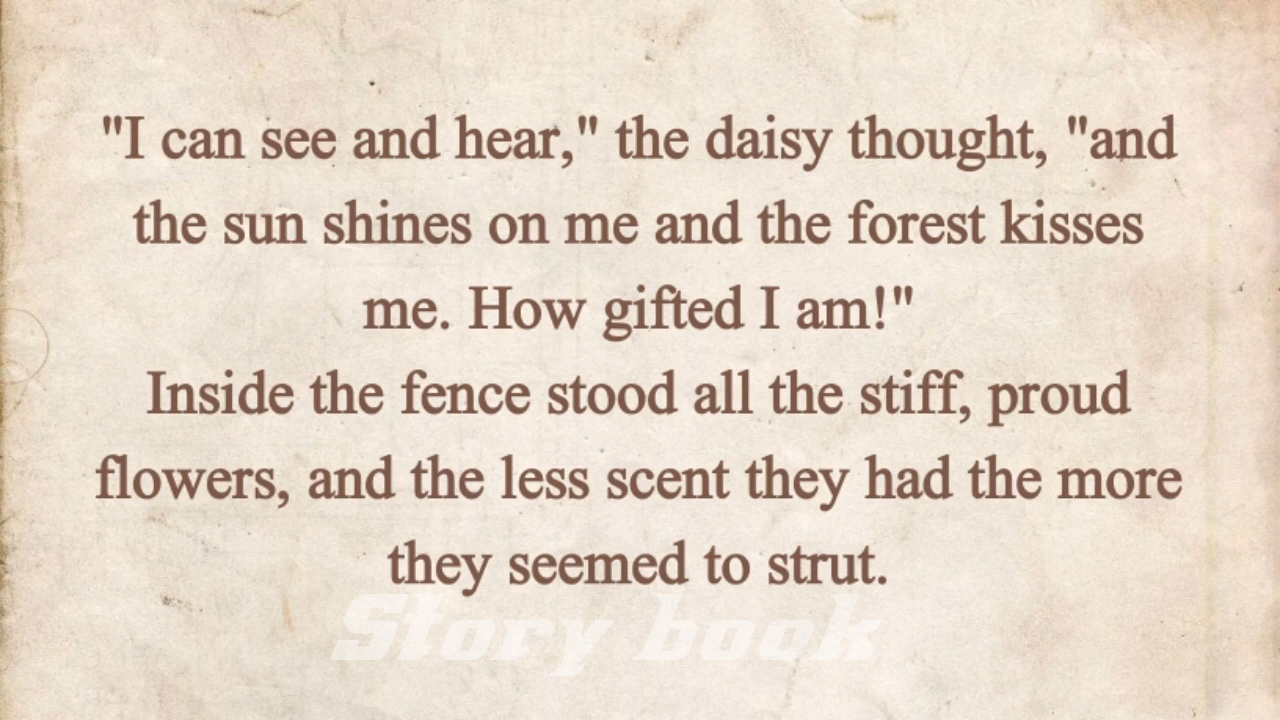 "I can see and hear," the daisy thought, "and
the sun shines on me and the forest kisses
me. How gifted I am!"
Inside the fence stood all the stiff, proud
flowers, and the less scent they had the more
they seemed to strut.
Story book